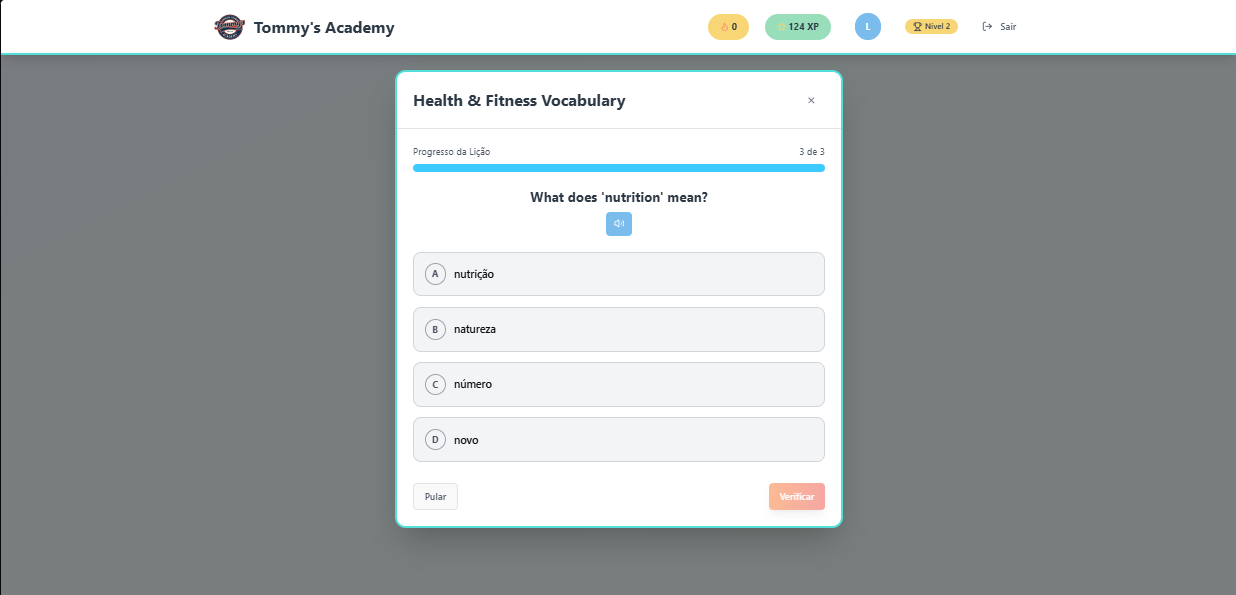 Tommy's Academy
0
124 XP
L
Nível 2
Sair
Health & Fitness Vocabulary
×
Progresso da Lição
3 de 3
What does 'nutrition' mean?
A nutrição
B natureza
C número
D novo
Pular
Verificar